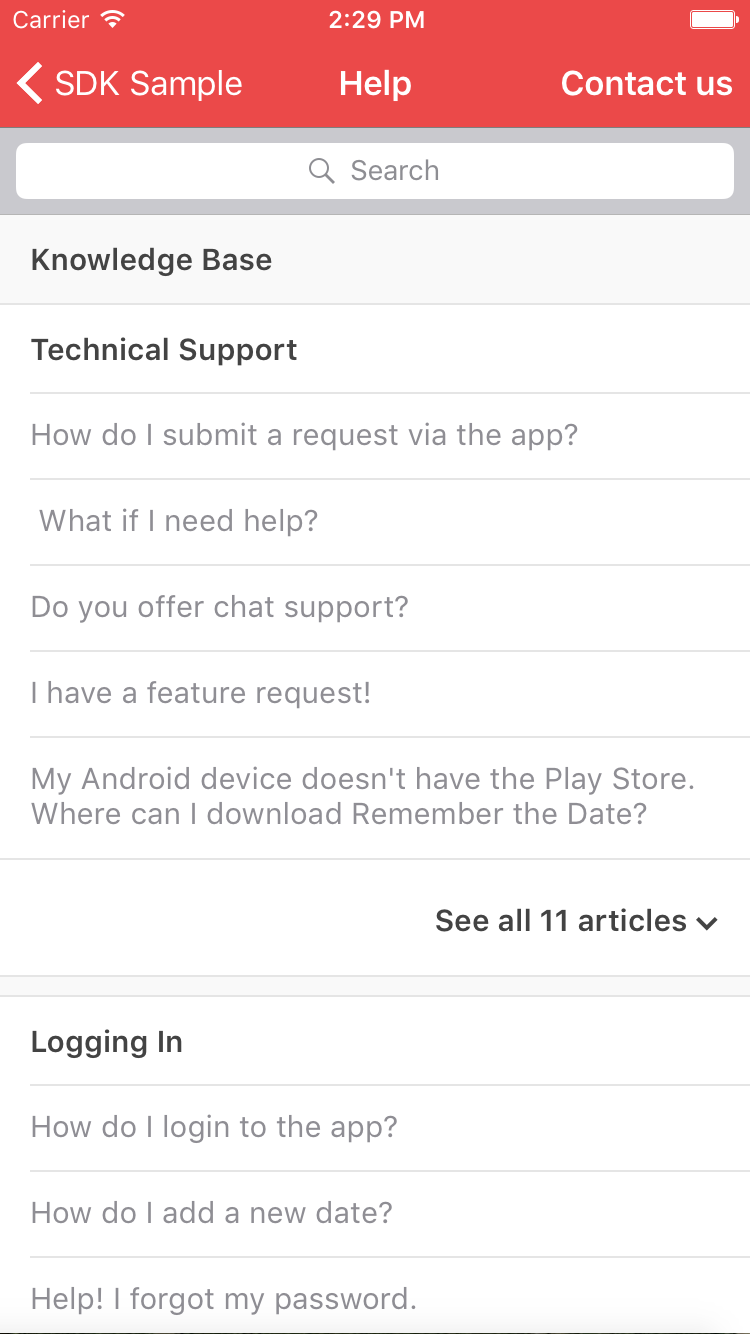 Carrier 2:29 PM
SDK Sample Help Contact us
Search
Knowledge Base
Technical Support
How do I submit a request via the app?
What if I need help?
Do you offer chat support?
I have a feature request!
My Android device doesn't have the Play Store.
Where can I download Remember the Date?
See all 11 articles
Logging In
How do I login to the app?
How do I add a new date?
Help! I forgot my password.